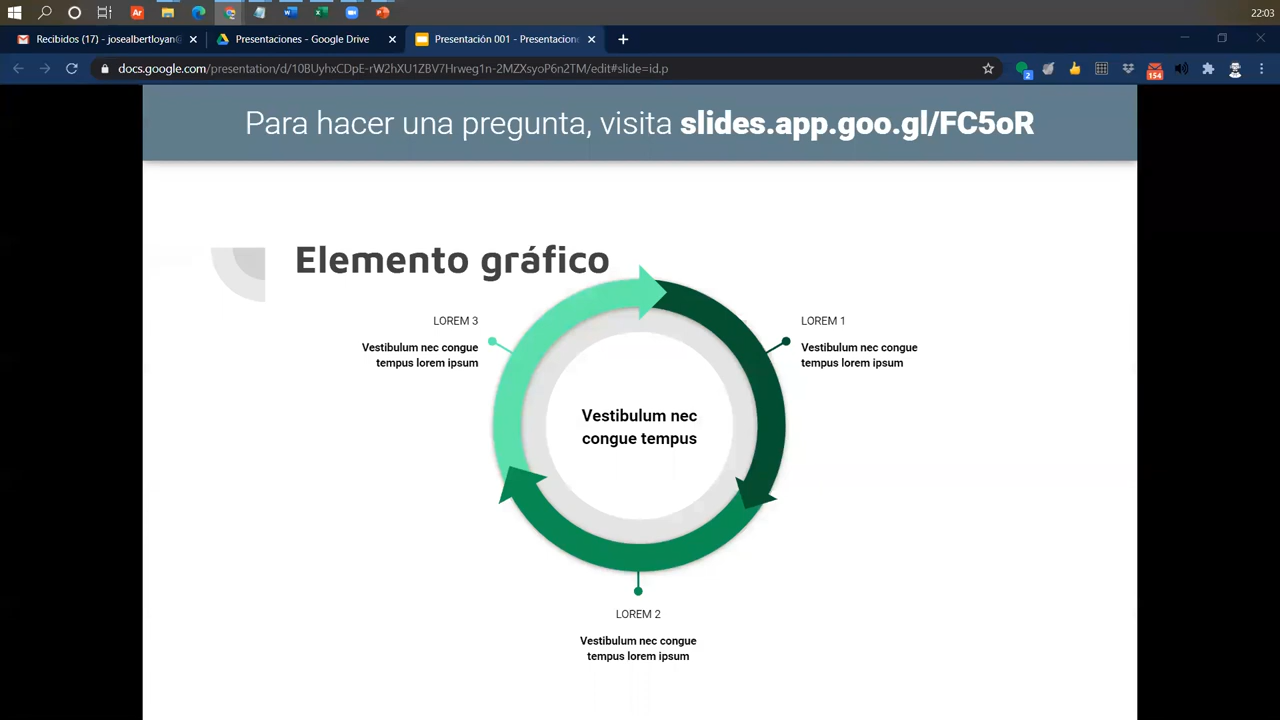 22:03
Recibidos (17) - josealbertloyan@
Presentaciones - Google Drive
Presentación 001 - Presentacione
docs.google.com/presentation/d/10BUyhxCDpE-rW2hXU1ZBV7Hrweg1n-2MZXsyoP6n2TM/edit#slide=id.p
2
154
Para hacer una pregunta, visita slides.app.goo.gl/FC5oR
Elemento gráfico
LOREM 3
Vestibulum nec congue
tempus lorem ipsum
LOREM 1
Vestibulum nec congue
tempus lorem ipsum
Vestibulum nec
congue tempus
LOREM 2
Vestibulum nec congue
tempus lorem ipsum